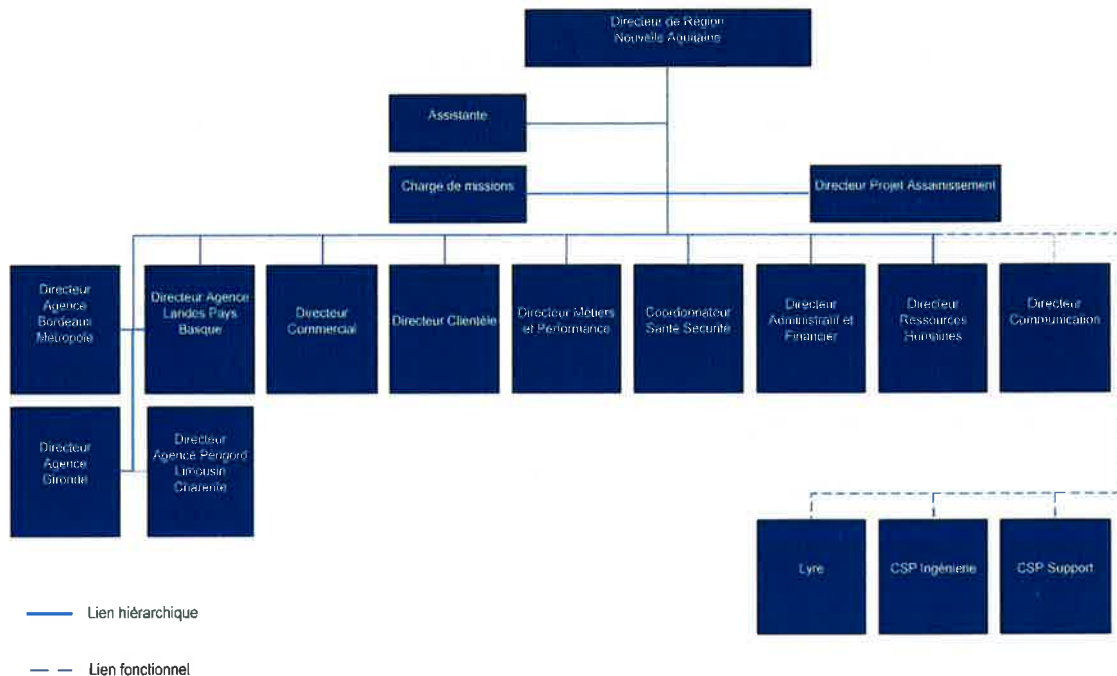 Directeur de Région
Nouvelle Aquitaine
Assistante
Chargé de missions
Directeur Projet Assainissement
Directeur
Agence
Bordeaux
Métropole
Directeur Agence
Landes Pays
Basque
Directeur
Commercial
Directeur Clientèle
Directeur Métiers
et Performance
Coordonnateur
Santé Sécurité
Directeur
Administratif et
Financier
Directeur
Ressources
Humaines
Directeur
Communication
Directeur
Agence
Gironde
Directeur
Agence Périgord
Limousin
Charente
Lyre
CSP Ingénierie
CSP Support
Lien hiérarchique
Lien fonctionnel